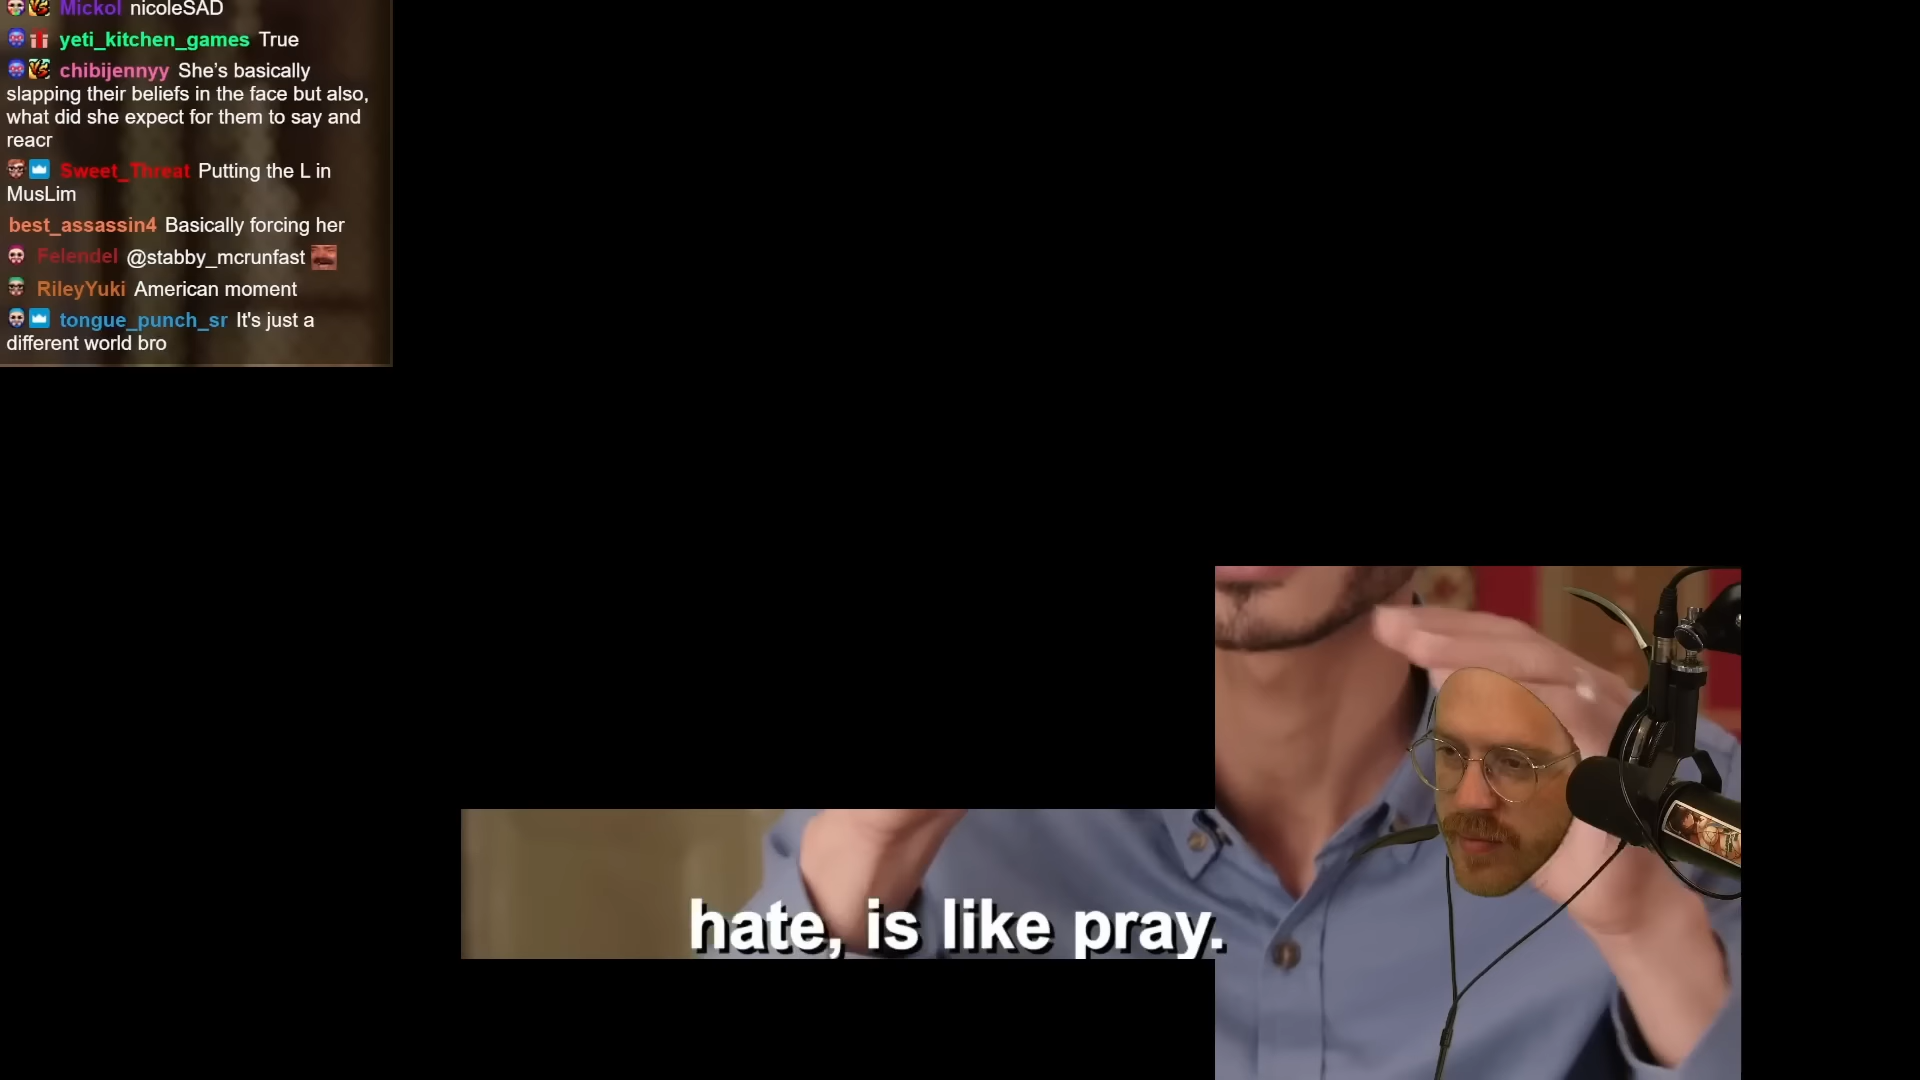 Mickol nicoleSAD
yeti_kitchen_games True
chibijennyy She's basically
slapping their beliefs in the face but also,
what did she expect for them to say and
reacr
Sweet_Threat Putting the L in
MusLim
best_assassin4 Basically forcing her
Felendel @stabby_mcrunfast
RileyYuki American moment
tongue_punch_sr It's just a
different world bro
hate, is like pray.